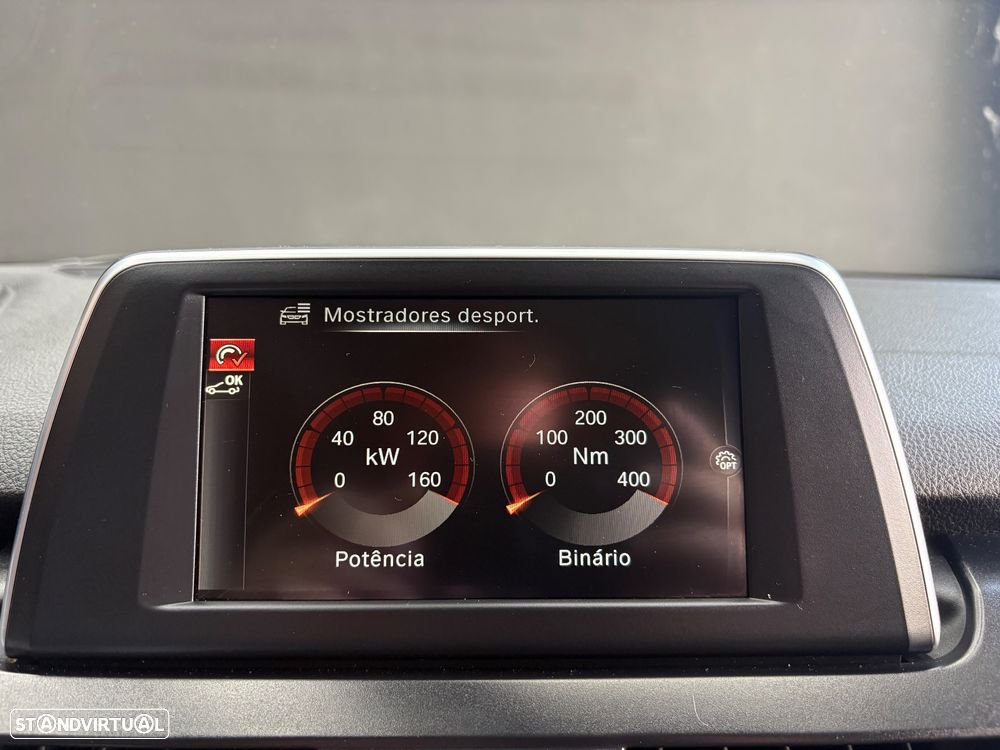 Mostradores desport.
OK
80
40 120
kW
0 160
Potência
200
100 300
Nm
0 400
Binário
OPT
STANDVIRTUAL